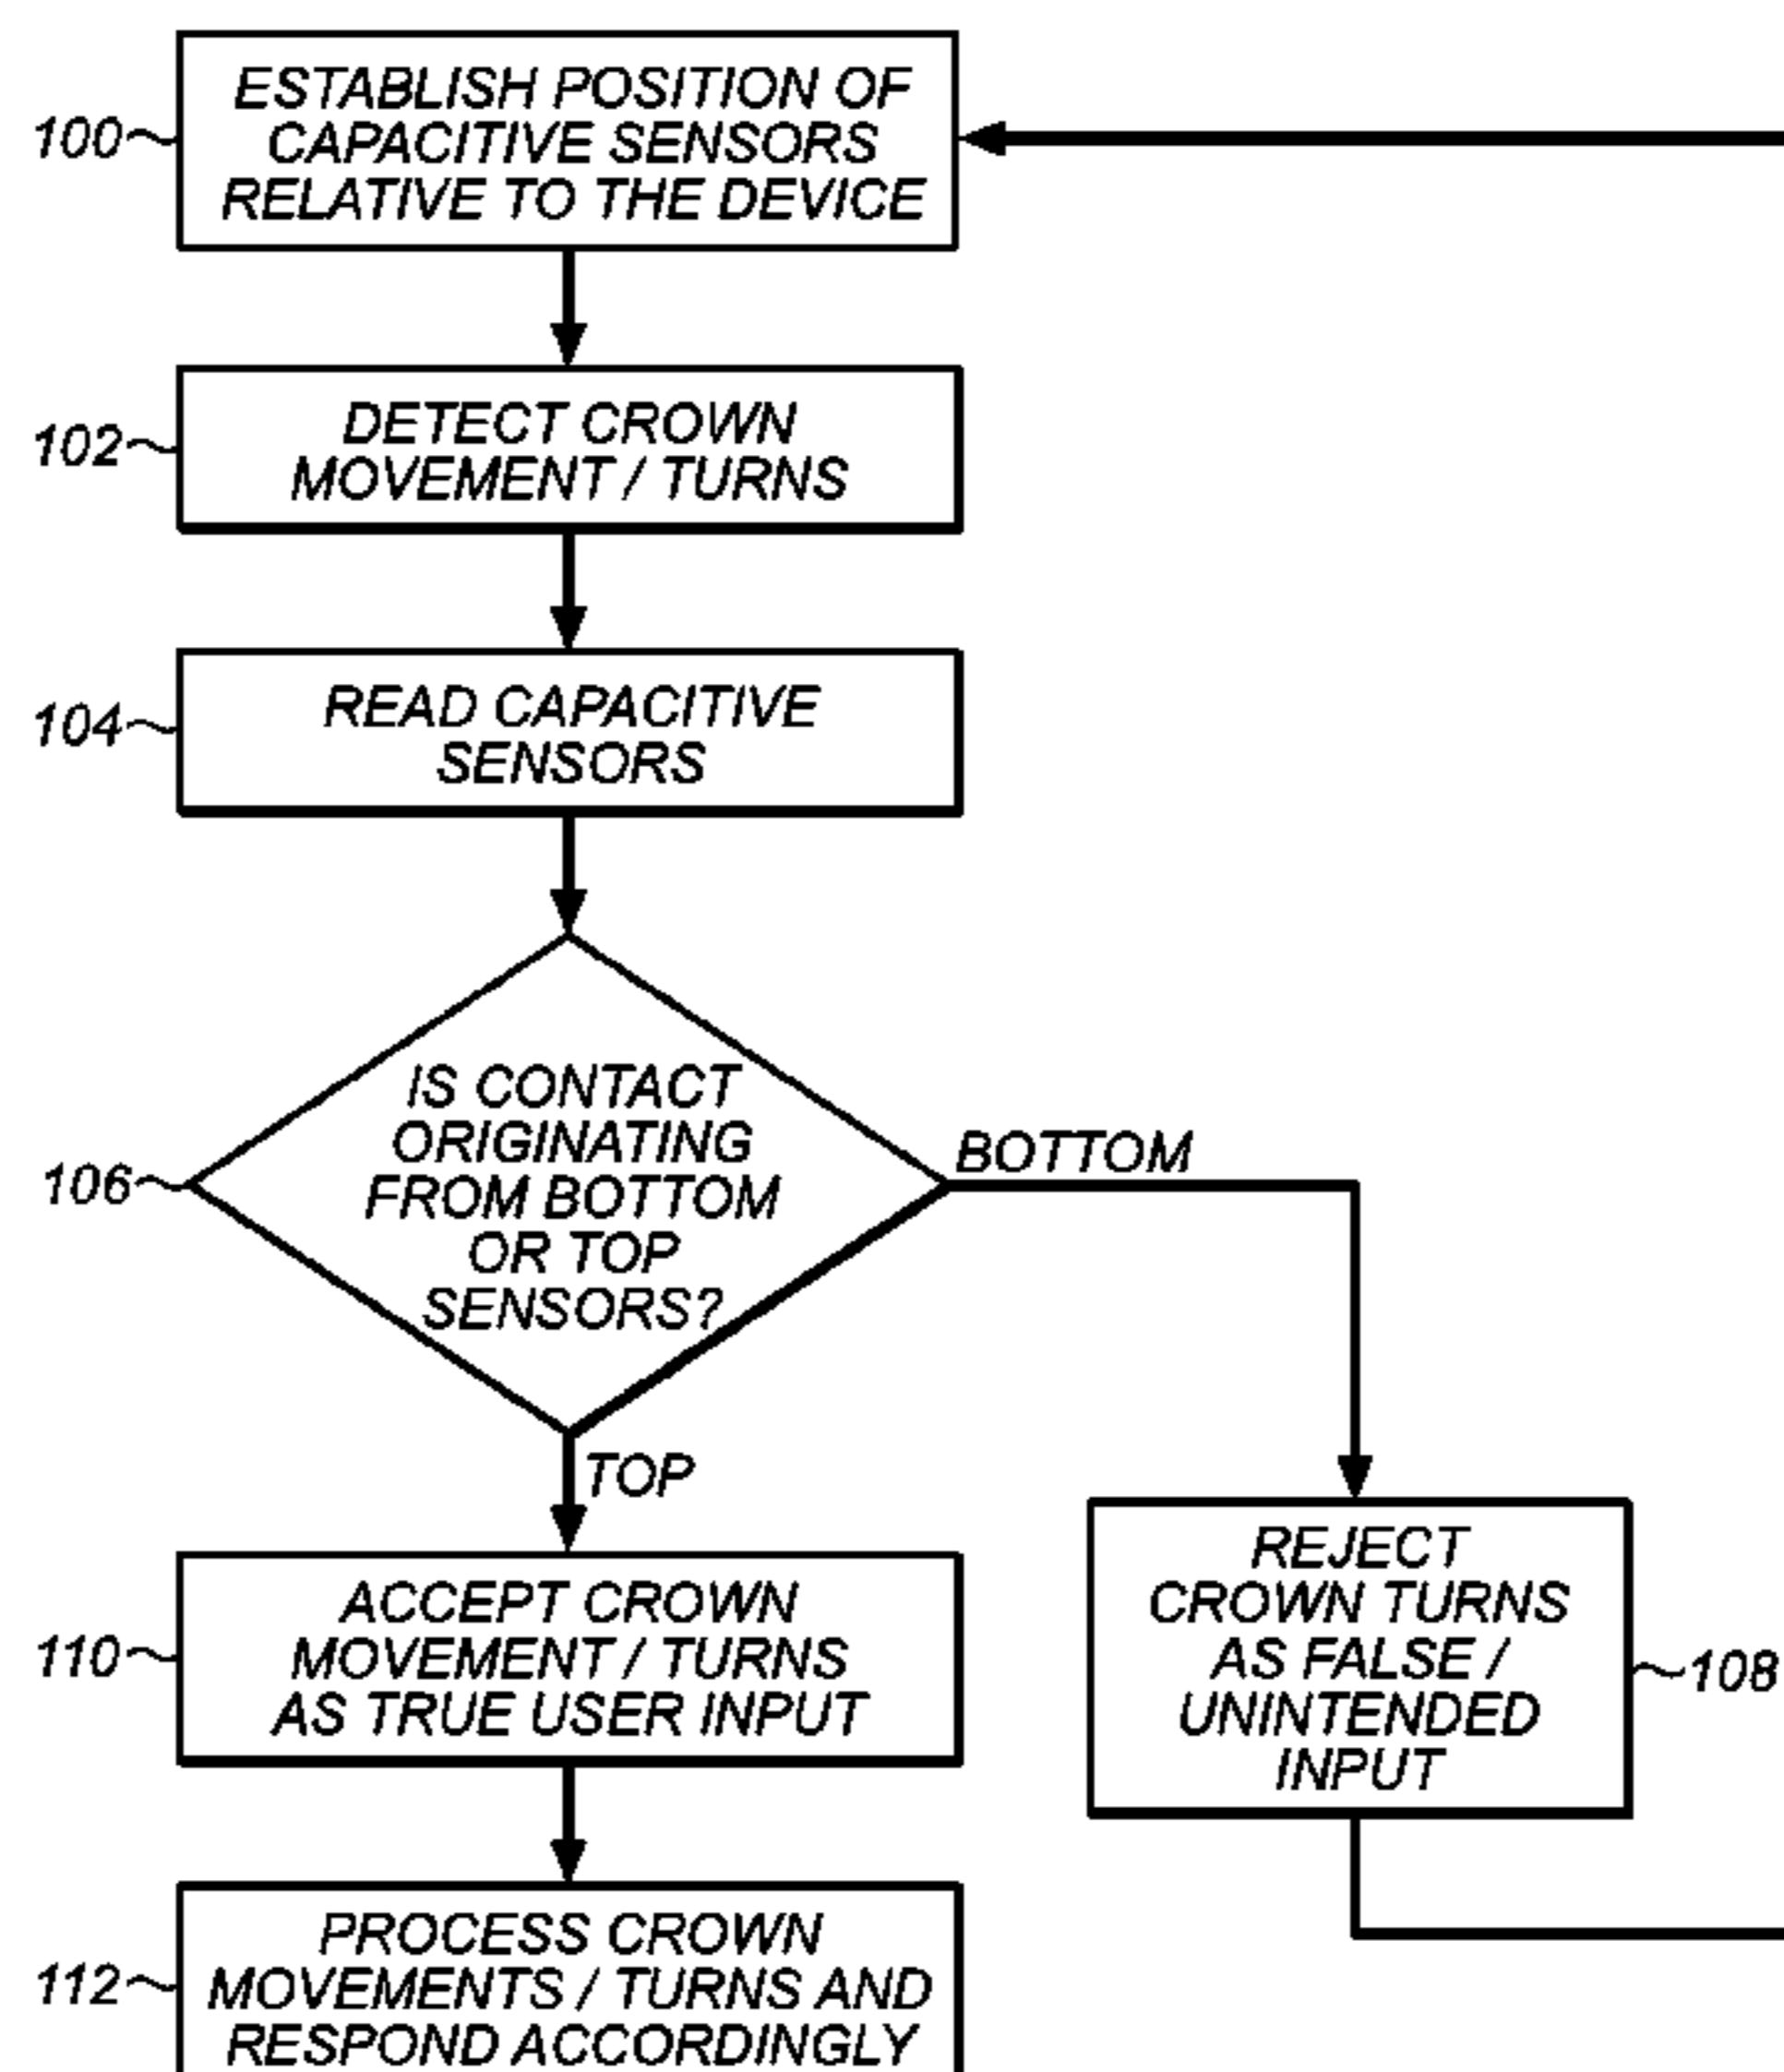 100
ESTABLISH POSITION OF
CAPACITIVE SENSORS
RELATIVE TO THE DEVICE
102
DETECT CROWN
MOVEMENT / TURNS
104
READ CAPACITIVE
SENSORS
106
IS CONTACT
ORIGINATING
FROM BOTTOM
OR TOP
SENSORS?
BOTTOM
TOP
110
ACCEPT CROWN
MOVEMENT / TURNS
AS TRUE USER INPUT
REJECT
CROWN TURNS
AS FALSE /
UNINTENDED
INPUT
108
112
PROCESS CROWN
MOVEMENTS / TURNS AND
RESPOND ACCORDINGLY